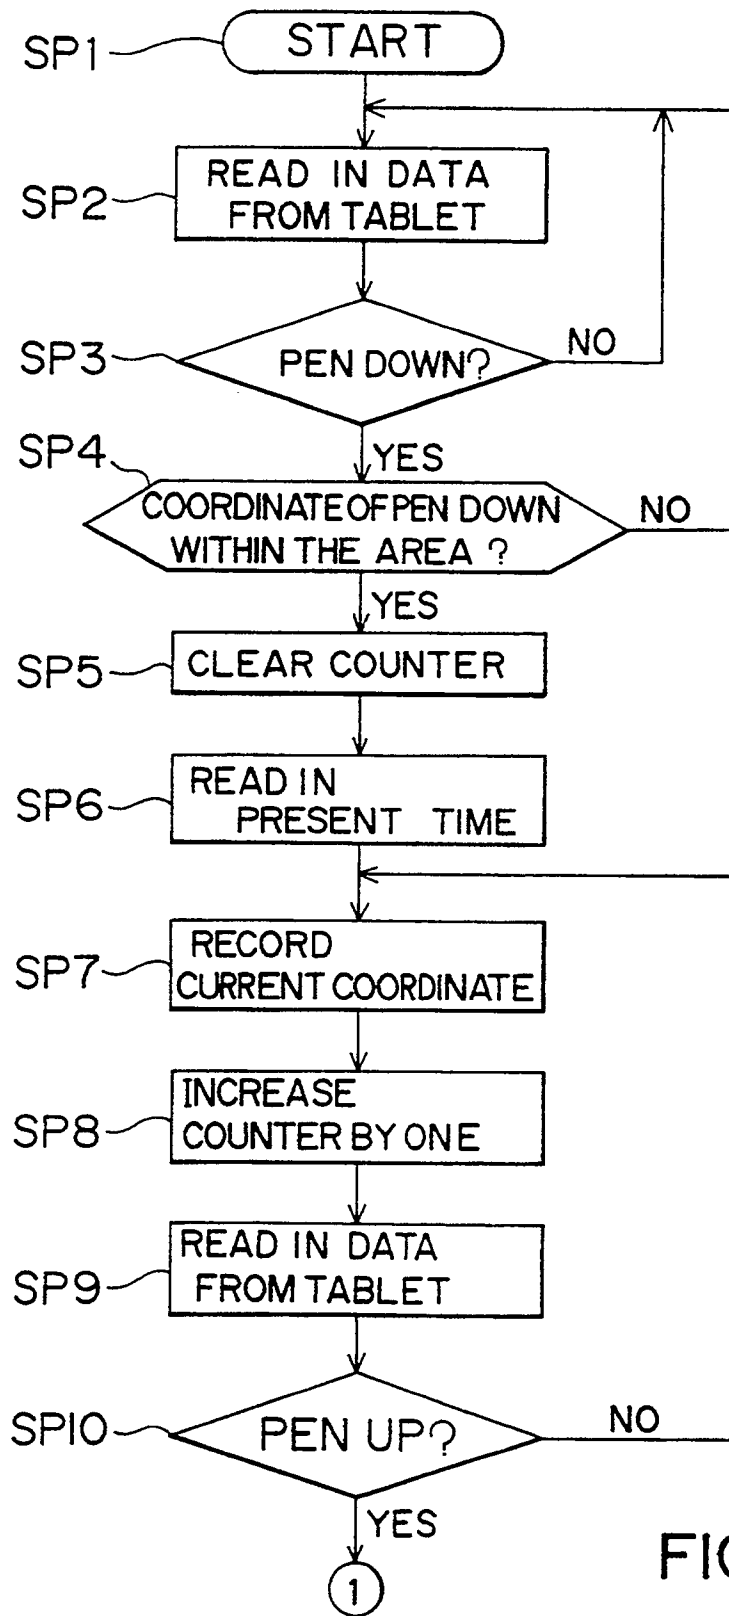 SP1
START
SP2
READ IN DATA
FROM TABLET
SP3
PEN DOWN?
NO
YES
SP4
COORDINATE OF PEN DOWN
WITHIN THE AREA ?
NO
YES
SP5
CLEAR COUNTER
SP6
READ IN
PRESENT TIME
SP7
RECORD
CURRENT COORDINATE
SP8
INCREASE
COUNTER BY ONE
SP9
READ IN DATA
FROM TABLET
SP10
PEN UP?
NO
YES
1